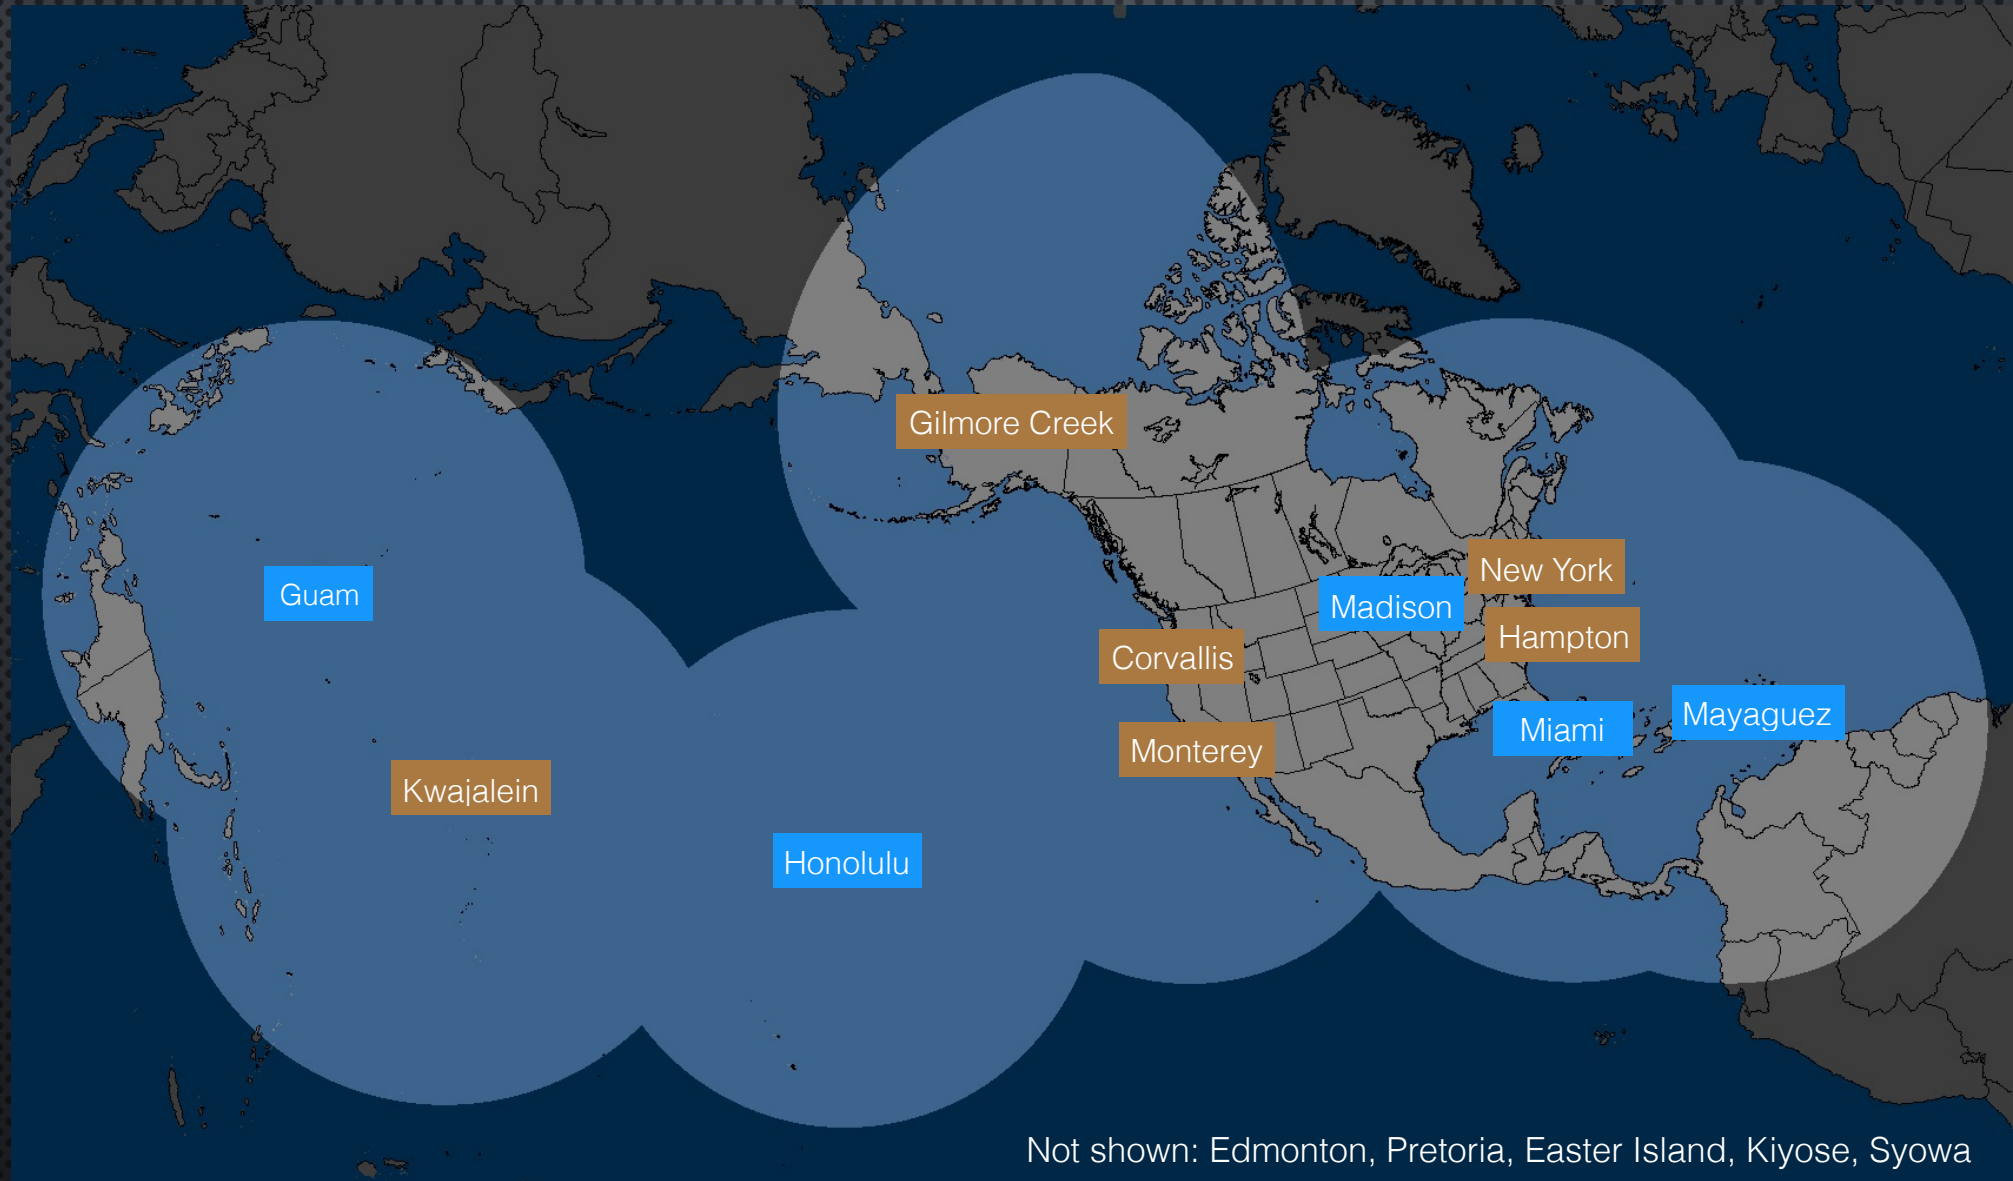 Gilmore Creek
New York
Guam
Madison
Hampton
Corvallis
Mayaguez
Miami
Monterey
Kwajalein
Honolulu
Not shown: Edmonton, Pretoria, Easter Island, Kiyose, Syowa